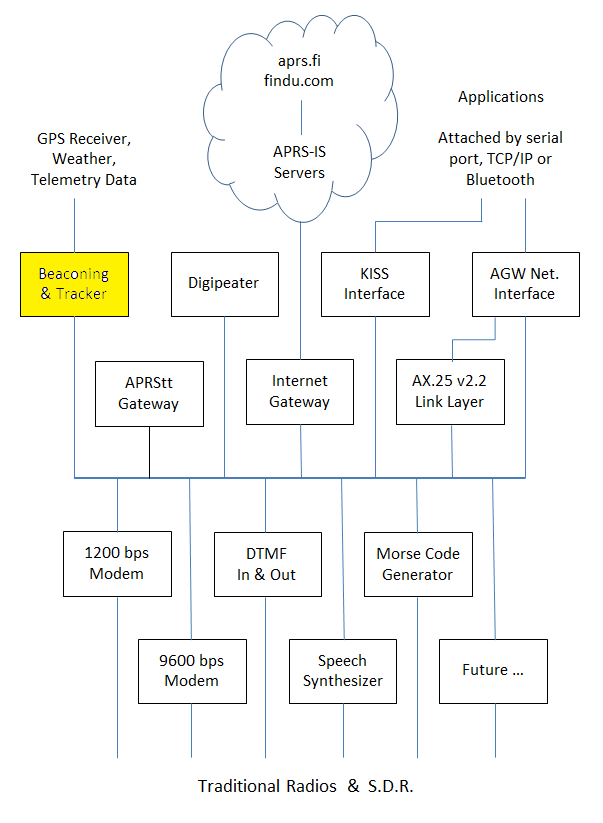 aprs.fi
findu.com
APRS-IS
Servers
Applications
Attached by serial
port, TCP/IP or
Bluetooth
GPS Receiver,
Weather,
Telemetry Data
Beaconing
& Tracker
Digipeater
KISS
Interface
AGW Net.
Interface
APRStt
Gateway
Internet
Gateway
AX.25 v2.2
Link Layer
1200 bps
Modem
DTMF
In & Out
Morse Code
Generator
9600 bps
Modem
Speech
Synthesizer
Future ...
Traditional Radios & S.D.R.